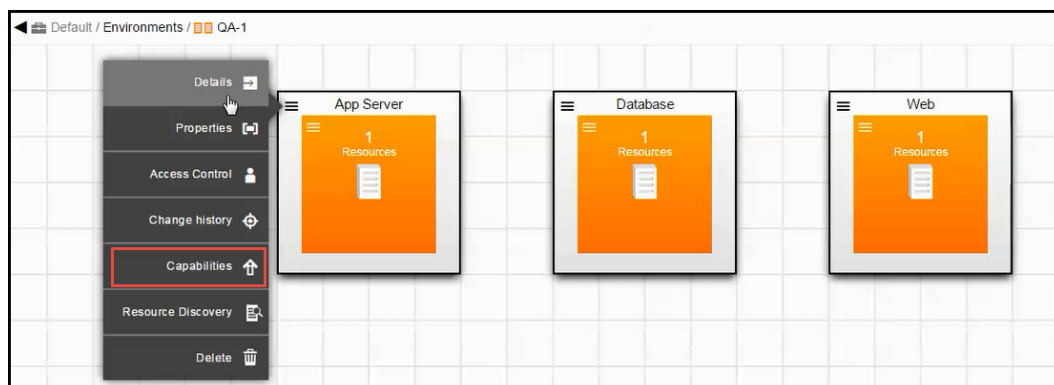 Default / Environments / QA-1
Details
Properties
Access Control
Change history
Capabilities
Resource Discovery
Delete
App Server
1
Resources
Database
1
Resources
Web
1
Resources